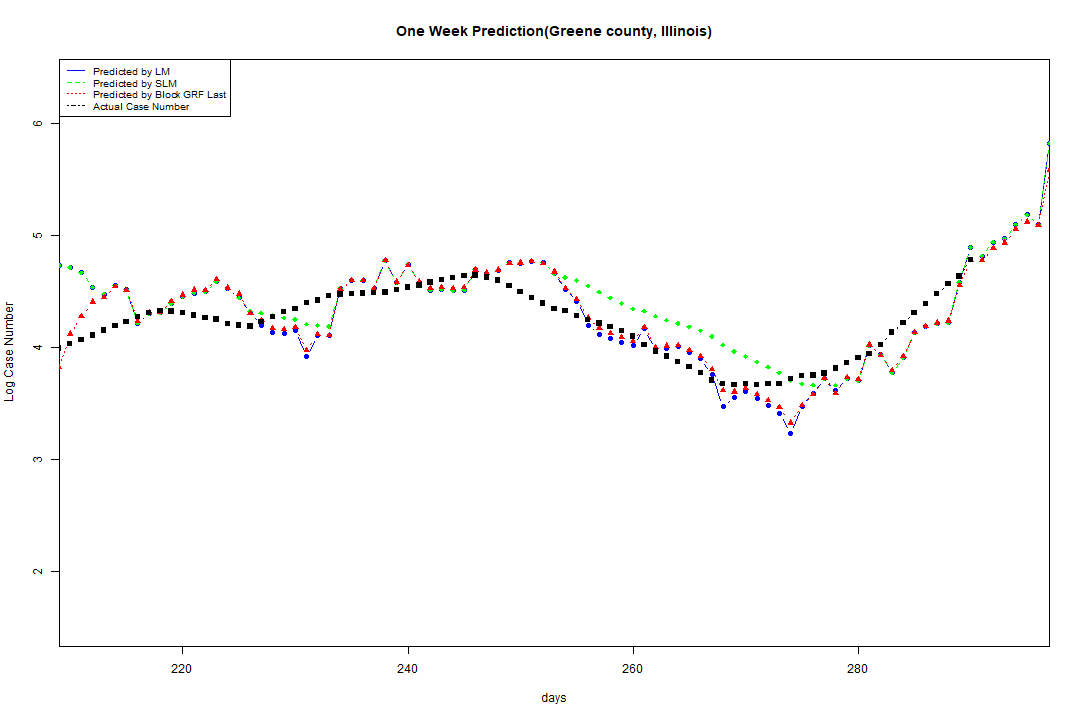 One Week Prediction(Greene county, Illinois)
Predicted by LM
Predicted by SLM
Predicted by Block GRF Last
Actual Case Number
6
5
4
3
2
Log Case Number
220
240
260
280
days